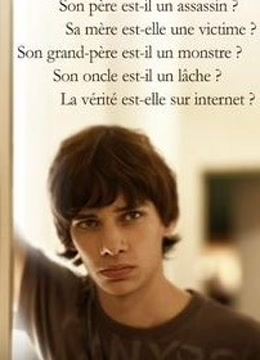 Son père est-il un assassin ?
Sa mère est-elle une victime ?
Son grand-père est-il un monstre ?
Son oncle est-il un lâche ?
La vérité est-elle sur internet ?